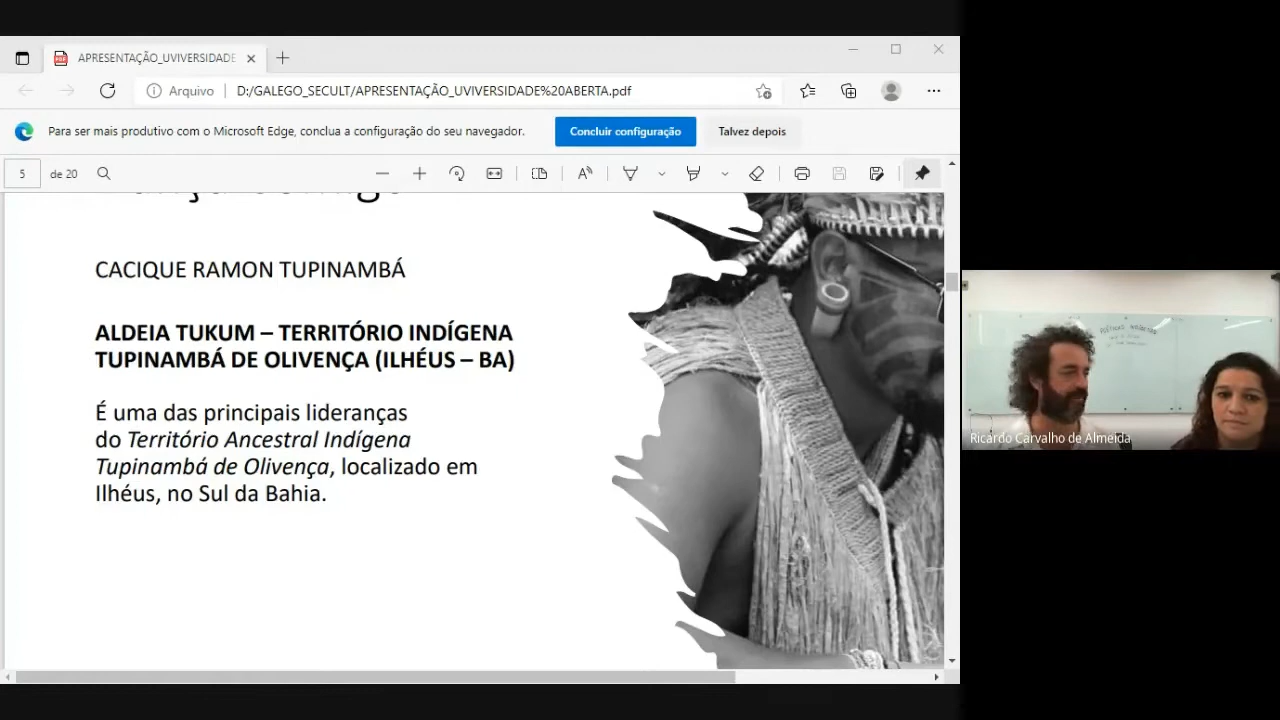 APRESENTAÇÃO_UVIVERSIDADE
Arquivo
D:/GALEGO_SECULT/APRESENTAÇÃO_UVIVERSIDADE%20ABERTA.pdf
Para ser mais produtivo com o Microsoft Edge, conclua a configuração do seu navegador.
Concluir configuração
Talvez depois
5 de 20
CACIQUE RAMON TUPINAMBÁ
ALDEIA TUKUM – TERRITÓRIO INDÍGENA
TUPINAMBÁ DE OLIVENÇA (ILHÉUS – BA)
É uma das principais lideranças
do Território Ancestral Indígena
Tupinambá de Olivença, localizado em
Ilhéus, no Sul da Bahia.
Ricardo Carvalho de Almeida